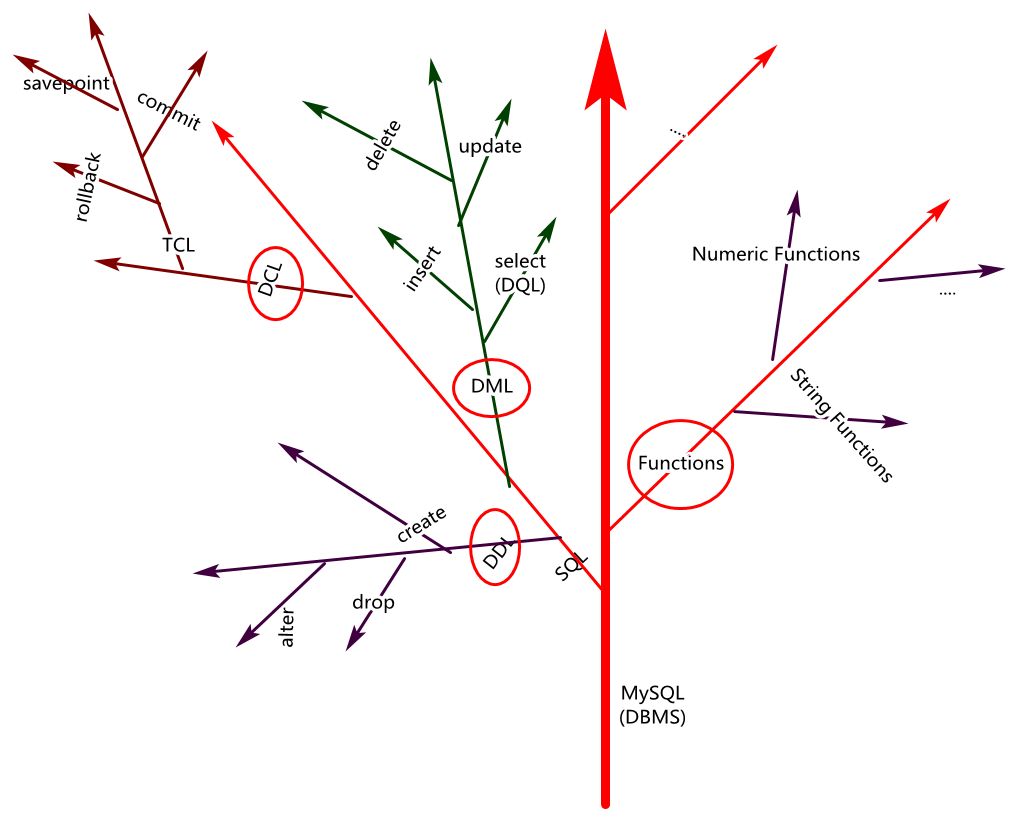 savepoint
commit
rollback
TCL
DCL
delete
update
insert
select
(DQL)
DML
create
DDL
alter
drop
SQL
....
Numeric Functions
....
String Functions
Functions
MySQL
(DBMS)